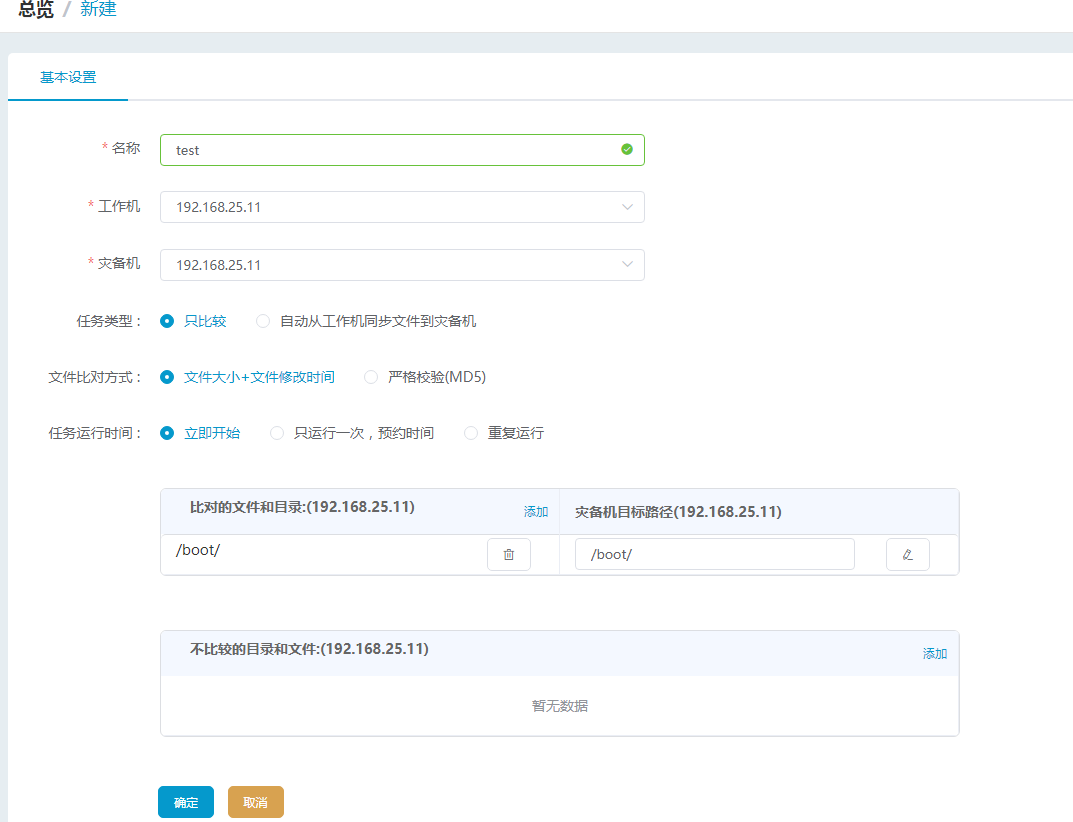 总览 / 新建
基本设置
* 名称 test
* 工作机 192.168.25.11
* 灾备机 192.168.25.11
任务类型： 只比较 自动从工作机同步文件到灾备机
文件比对方式： 文件大小+文件修改时间 严格校验(MD5)
任务运行时间： 立即开始 只运行一次，预约时间 重复运行
比对的文件和目录:(192.168.25.11) 添加 灾备机目标路径(192.168.25.11)
/boot/ /boot/
不比较的目录和文件:(192.168.25.11) 添加
暂无数据
确定 取消